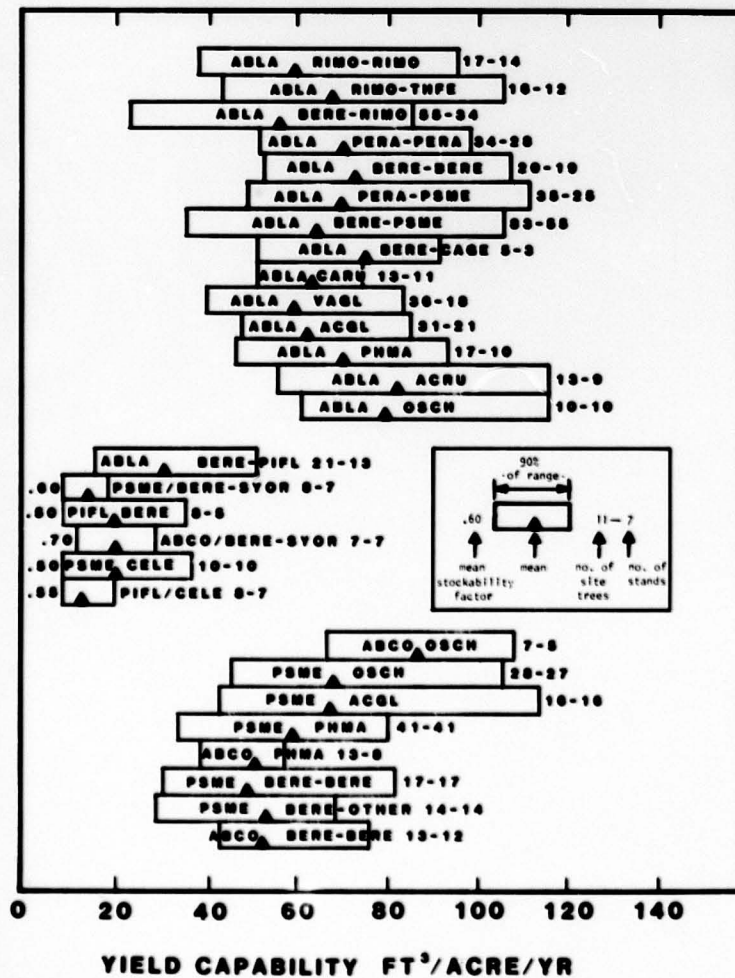 ABLA RIMO-RIMO 17-14
ABLA RIMO-THFE 16-12
ABLA BERE-RIMO 55-34
ABLA PERA-PERA 34-28
ABLA BERE-BERE 20-19
ABLA PERA-PSME 35-25
ABLA BERE-PSME 83-55
ABLA BERE-CAGE 5-3
ABLA CARU 13-11
ABLA VAGL 30-18
ABLA ACGL 31-21
ABLA PHMA 17-10
ABLA ACRU 13-9
ABLA OSCH 10-10
ABLA BERE-PIFL 21-13
.60 PSME/BERE-SYOR 8-7
.50 PIFL BERE 8-5
.70 ABCO/BERE-SYOR 7-7
.50 PSME CELE 10-10
.55 PIFL/CELE 8-7
90%
of range
.60 11-7
mean stockability factor
mean
no. of site trees
no. of stands
ABCO OSCH 7-5
PSME OSCH 28-27
PSME ACGL 16-16
PSME PHMA 41-41
ABCO PHMA 13-8
PSME BERE-BERE 17-17
PSME BERE-OTHER 14-14
ABCO BERE-BERE 13-12
0 20 40 60 80 100 120 140
YIELD CAPABILITY FT³/ACRE/YR